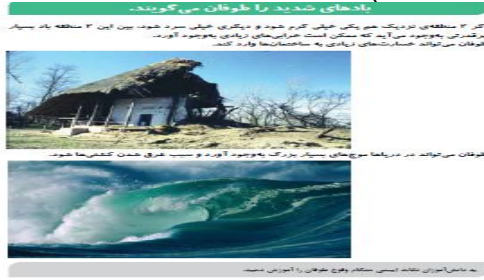 بادهای شدید را طوفان می‌گویند.
اگر ۲ منطقه‌ی نزدیک هم یکی خیلی گرم شود و دیگری خیلی سرد شود، بین این ۲ منطقه باد بسیار
پرقدرتی به‌وجود می‌آید که ممکن است خرابی‌های زیادی به‌وجود آورد.
طوفان می‌تواند خسارت‌های زیادی به ساختمان‌ها وارد کند.
طوفان می‌تواند در دریاها موج‌های بسیار بزرگ به‌وجود آورد و سبب غرق شدن کشتی‌ها شود.
به دانش‌آموزان نکات ایمنی هنگام وقوع طوفان را آموزش دهید.